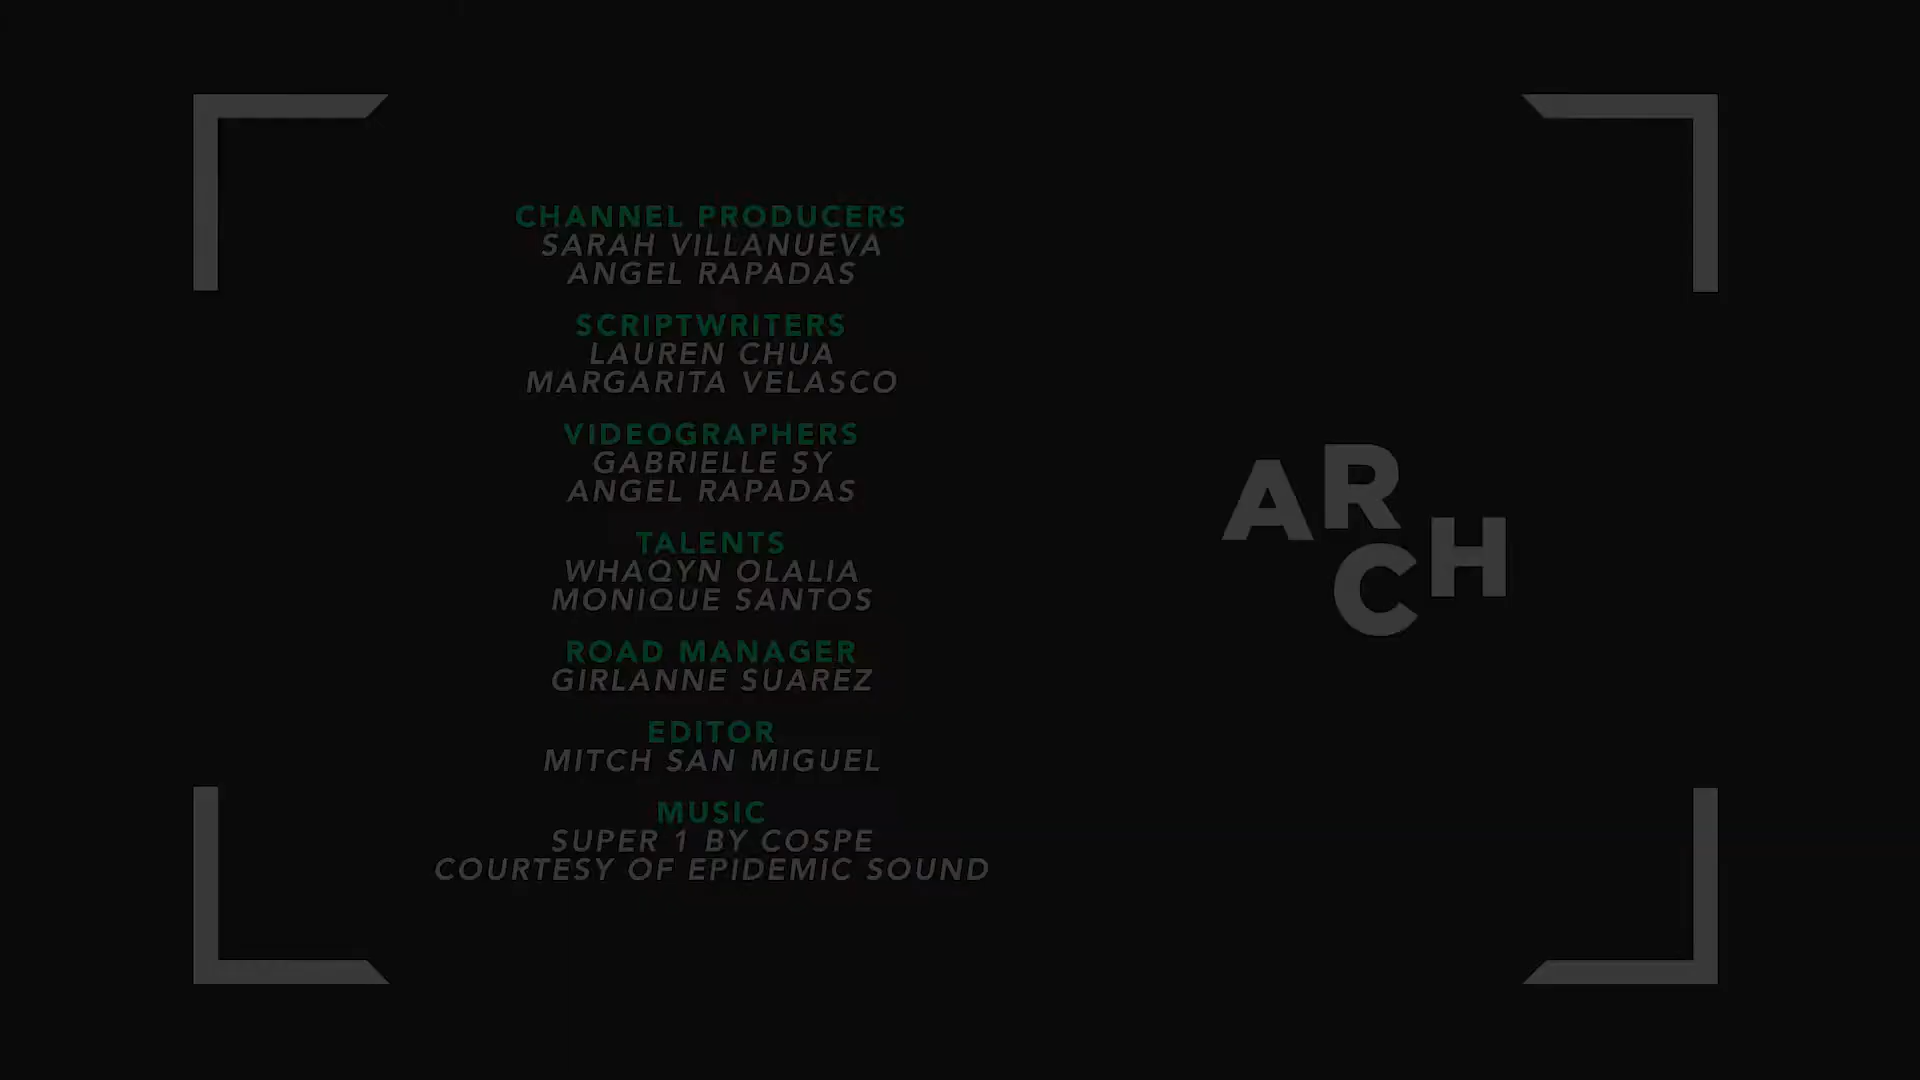 CHANNEL PRODUCERS
SARAH VILLANUEVA
ANGEL RAPADAS
SCRIPTWRITERS
LAUREN CHUA
MARGARITA VELASCO
VIDEOGRAPHERS
GABRIELLE SY
ANGEL RAPADAS
TALENTS
WHAQYN OLALIA
MONIQUE SANTOS
ROAD MANAGER
GIRLANNE SUAREZ
EDITOR
MITCH SAN MIGUEL
MUSIC
SUPER 1 BY COSPE
COURTESY OF EPIDEMIC SOUND
ARCH